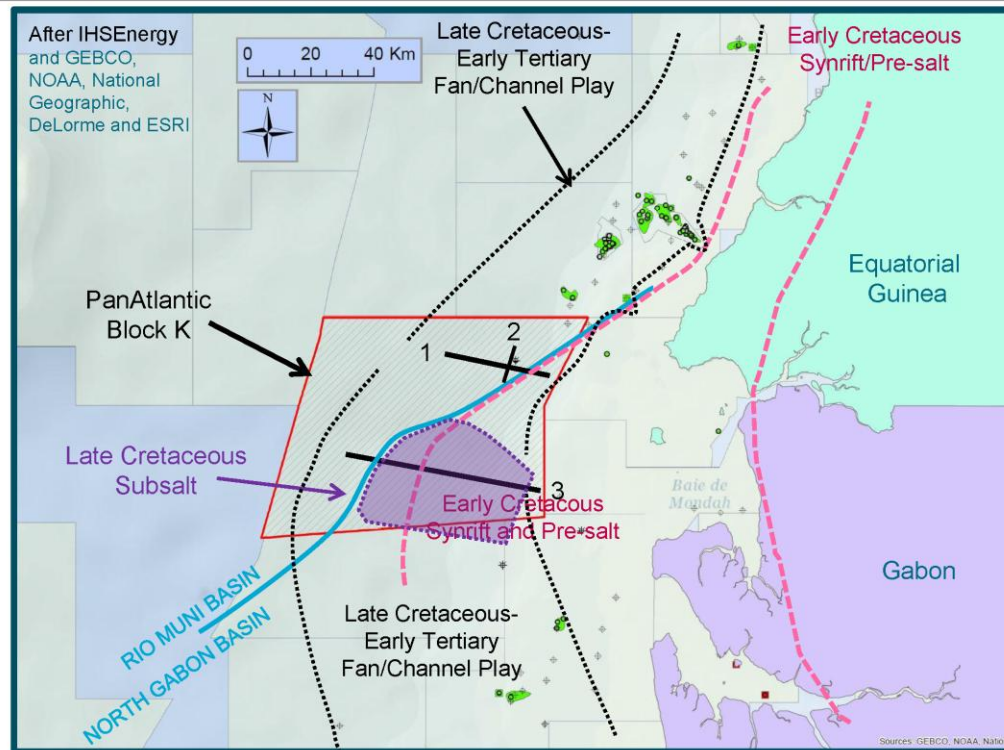 After IHSEnergy
and GEBCO,
NOAA, National
Geographic,
DeLorme and ESRI
0 20 40 Km
N
Late Cretaceous-
Early Tertiary
Fan/Channel Play
Early Cretaceous
Synrift/Pre-salt
Equatorial
Guinea
PanAtlantic
Block K
1
2
Late Cretaceous
Subsalt
3
Early Cretacous
Synrift and Pre-salt
Baie de
Mondah
Gabon
RIO MUNI BASIN
NORTH GABON BASIN
Late Cretaceous-
Early Tertiary
Fan/Channel Play
Sources: GEBCO, NOAA, Natio